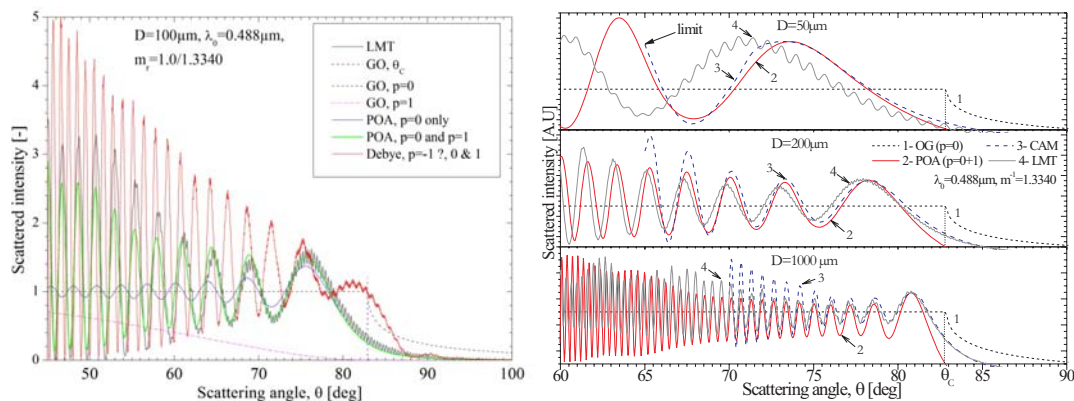 D=100µm, λ0=0.488µm,
mr=1.0/1.3340
LMT
GO, θC
GO, p=0
GO, p=1
POA, p=0 only
POA, p=0 and p=1
Debye, p=-1 ?, 0 & 1
Scattered intensity [-]
5
4
3
2
1
0
50
60
70
80
90
100
Scattering angle, θ [deg]
limit
4
D=50µm
3
2
1
Scattered intensity [A.U]
D=200µm
1- OG (p=0)
3- CAM
2- POA (p=0+1)
4- LMT
λ0=0.488µm, m-1=1.3340
3
4
1
2
D=1000 µm
4
3
1
2
60
65
70
75
80
θC
85
90
Scattering angle, θ [deg]